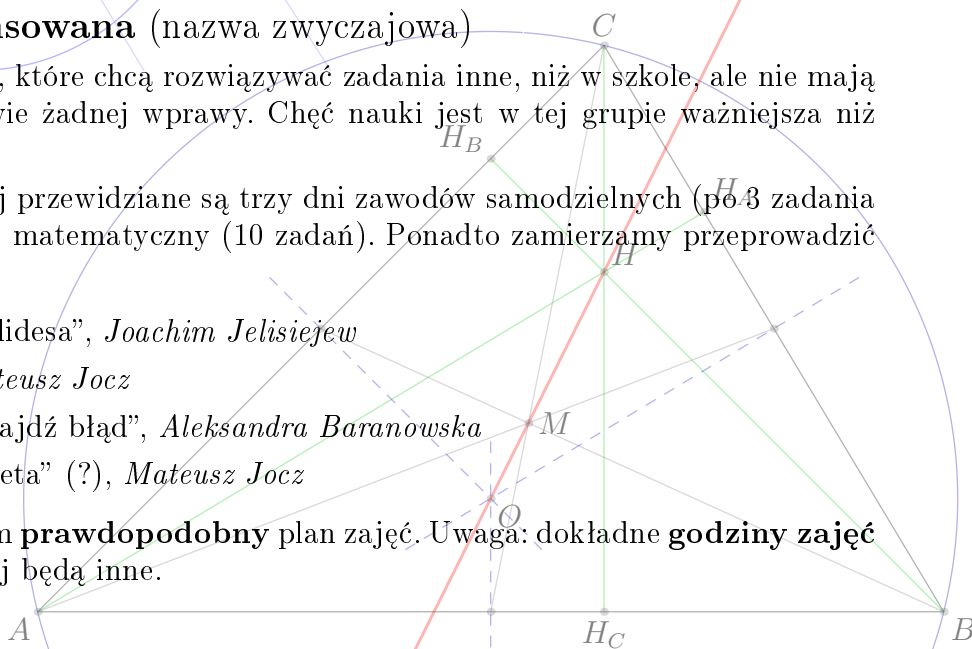 sowana (nazwa zwyczajowa)
, które chcą rozwiązywać zadania inne, niż w szkole, ale nie mają
wie żadnej wprawy. Chęć nauki jest w tej grupie ważniejsza niż
j przewidziane są trzy dni zawodów samodzielnych (po 3 zadania
matematyczny (10 zadań). Ponadto zamierzamy przeprowadzić
lidesa”, Joachim Jelisiejew
teusz Jocz
ajdź błąd”, Aleksandra Baranowska
eta” (?), Mateusz Jocz
m prawdopodobny plan zajęć. Uwaga: dokładne godziny zajęć
j będą inne.
C
H_B
H_A
H
M
O
A
H_C
B